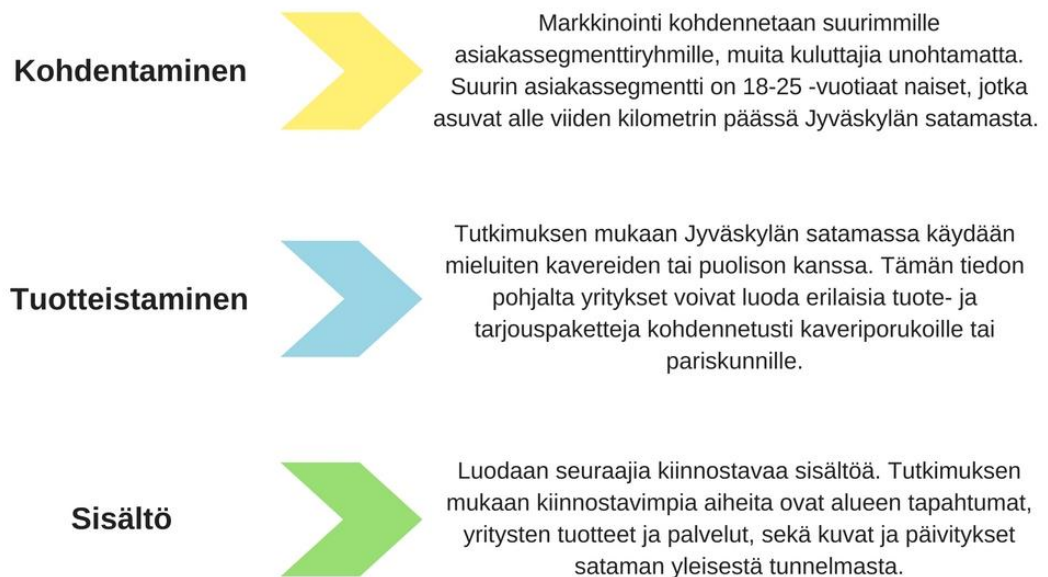 Kohdentaminen
Markkinointi kohdennetaan suurimmille
asiakassegmenttiryhmille, muita kuluttajia unohtamatta.
Suurin asiakassegmentti on 18-25 -vuotiaat naiset, jotka
asuvat alle viiden kilometrin päässä Jyväskylän satamasta.
Tuotteistaminen
Tutkimuksen mukaan Jyväskylän satamassa käydään
mieluiten kavereiden tai puolison kanssa. Tämän tiedon
pohjalta yritykset voivat luoda erilaisia tuote- ja
tarjouspaketteja kohdennetusti kaveriporukoille tai
pariskunnille.
Sisältö
Luodaan seuraajia kiinnostavaa sisältöä. Tutkimuksen
mukaan kiinnostavimpia aiheita ovat alueen tapahtumat,
yritysten tuotteet ja palvelut, sekä kuvat ja päivitykset
sataman yleisestä tunnelmasta.